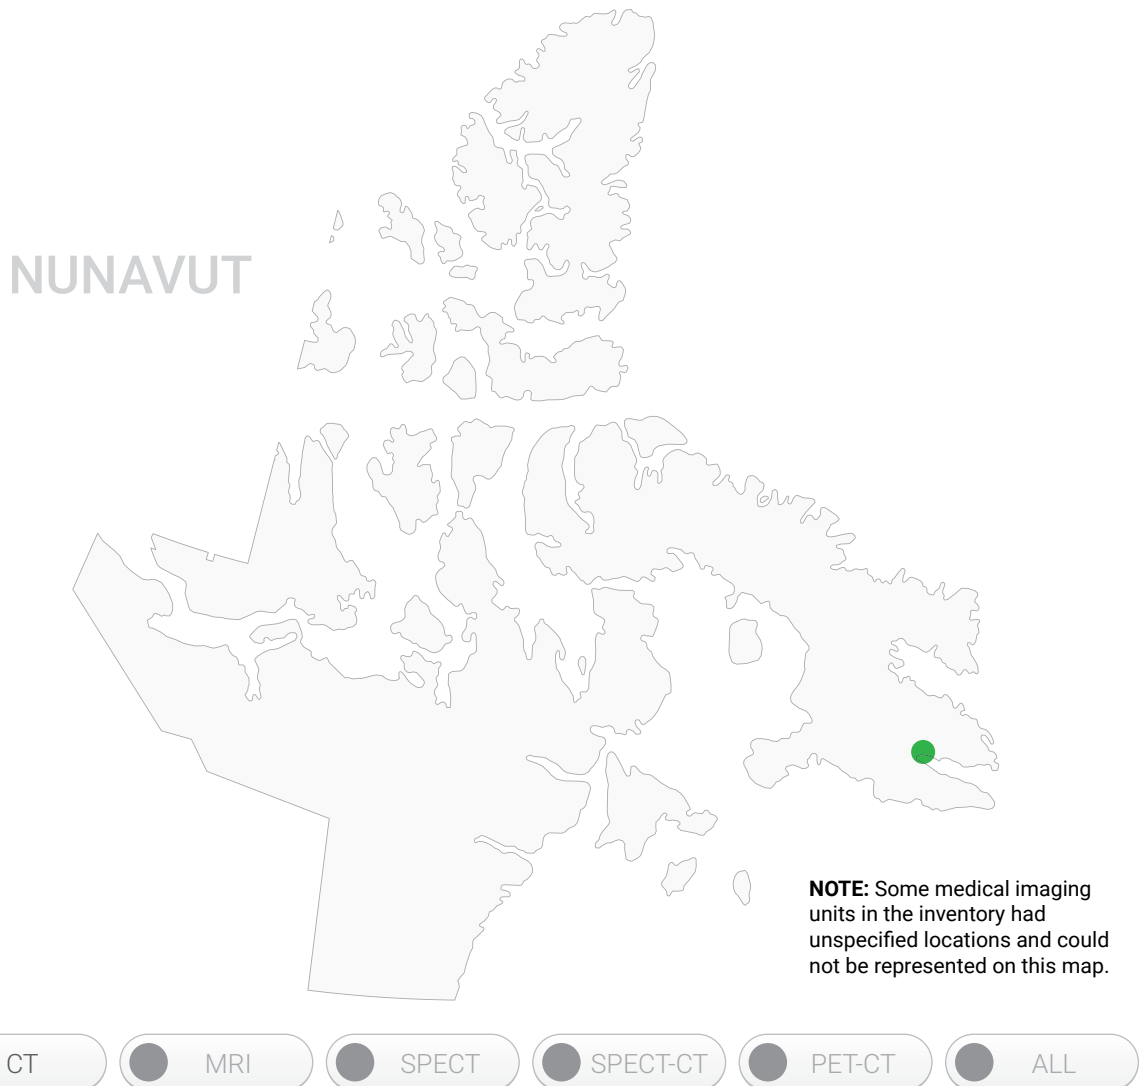 NUNAVUT
NOTE: Some medical imaging
units in the inventory had
unspecified locations and could
not be represented on this map.
CT MRI SPECT SPECT-CT PET-CT ALL